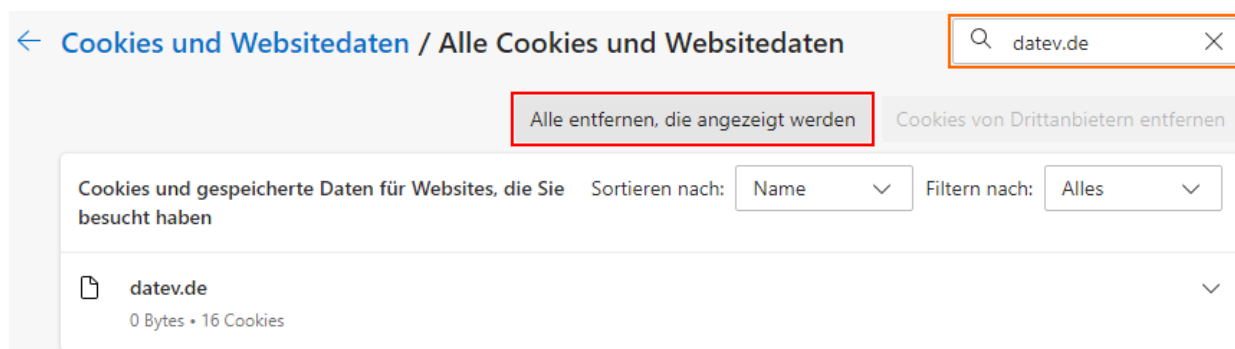 Cookies und Websitedaten / Alle Cookies und Websitedaten
datev.de
Alle entfernen, die angezeigt werden
Cookies von Drittanbietern entfernen
Cookies und gespeicherte Daten für Websites, die Sie
besucht haben
Sortieren nach:
Name
Filtern nach:
Alles
datev.de
0 Bytes • 16 Cookies